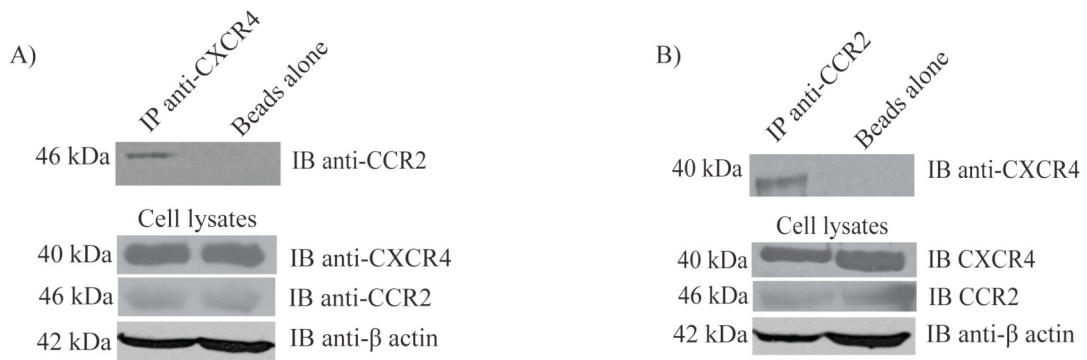 A)
IP anti-CXCR4
Beads alone
46 kDa
IB anti-CCR2
Cell lysates
40 kDa
IB anti-CXCR4
46 kDa
IB anti-CCR2
42 kDa
IB anti-β actin
B)
IP anti-CCR2
Beads alone
40 kDa
IB anti-CXCR4
Cell lysates
40 kDa
IB CXCR4
46 kDa
IB CCR2
42 kDa
IB anti-β actin